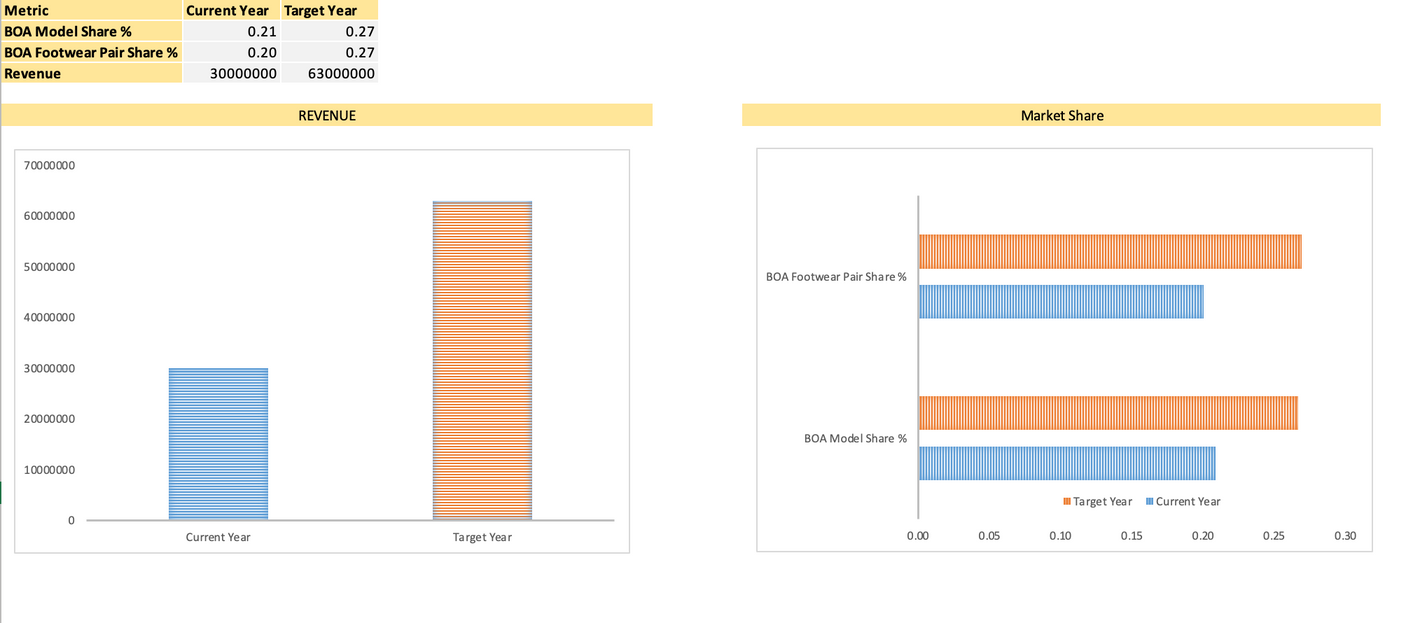 Metric Current Year Target Year
BOA Model Share % 0.21 0.27
BOA Footwear Pair Share % 0.20 0.27
Revenue 30000000 63000000
REVENUE
70000000
60000000
50000000
40000000
30000000
20000000
10000000
0
Current Year Target Year
Market Share
BOA Footwear Pair Share %
BOA Model Share %
Target Year Current Year
0.00 0.05 0.10 0.15 0.20 0.25 0.30